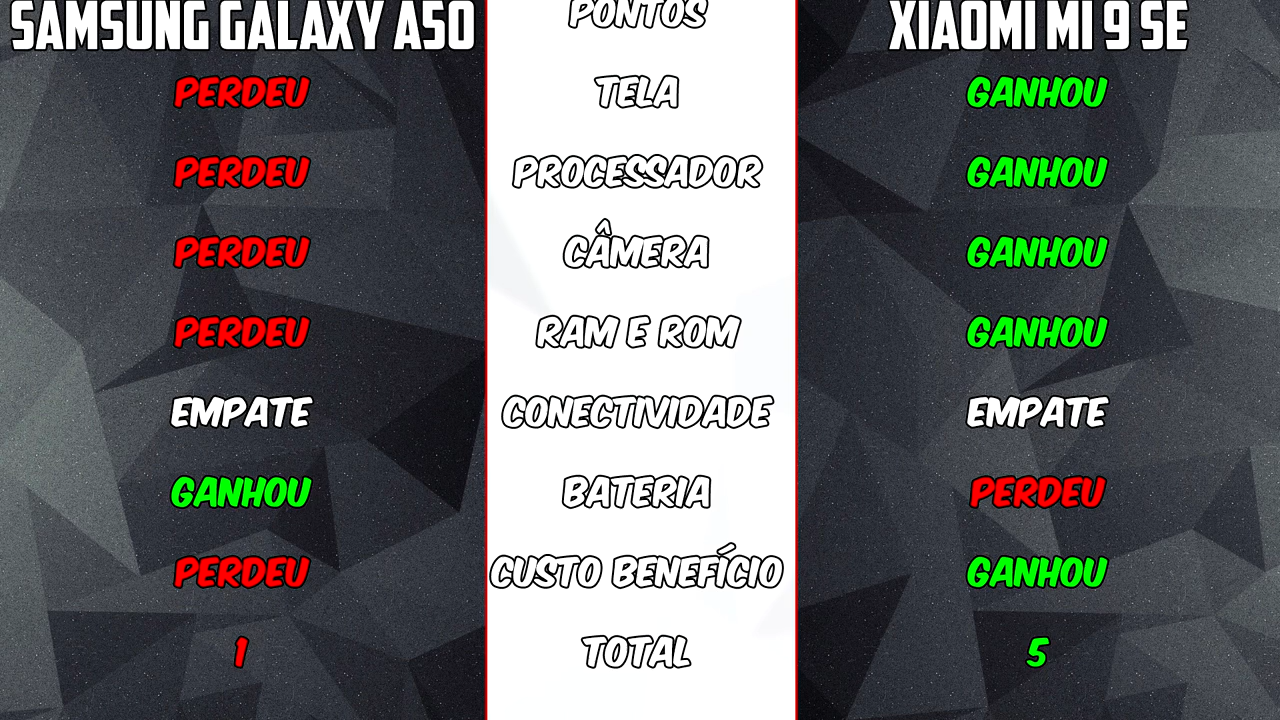 SAMSUNG GALAXY A50 PONTOS XIAOMI MI 9 SE
PERDEU TELA GANHOU
PERDEU PROCESSADOR GANHOU
PERDEU CÂMERA GANHOU
PERDEU RAM E ROM GANHOU
EMPATE CONECTIVIDADE EMPATE
GANHOU BATERIA PERDEU
PERDEU CUSTO BENEFÍCIO GANHOU
1 TOTAL 5